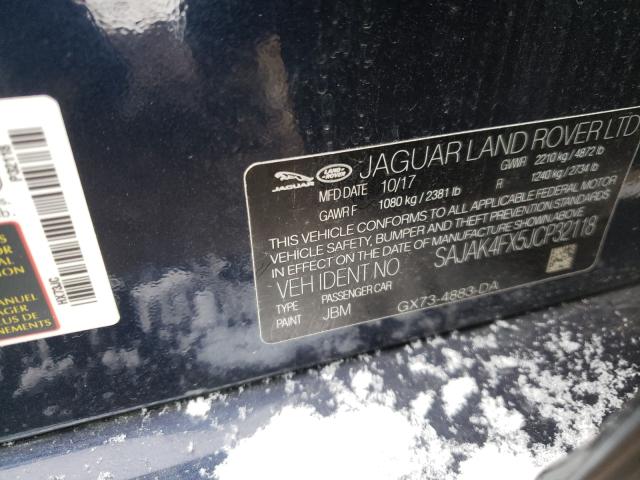 JAGUAR
LAND ROVER
JAGUAR LAND ROVER LTD
MFD DATE 10/17 GVWR 2210 kg / 4872 lb
GAWR F 1080 kg / 2381 lb R 1240 kg / 2734 lb
THIS VEHICLE CONFORMS TO ALL APPLICABLE FEDERAL MOTOR
VEHICLE SAFETY, BUMPER AND THEFT PREVENTION STANDARDS
IN EFFECT ON THE DATE OF MANUFACTURE SHOWN ABOVE.
VEH IDENT NO SAJAK4FX5JCP32118
TYPE PASSENGER CAR
PAINT JBM GX73-4883-DA
MANUEL